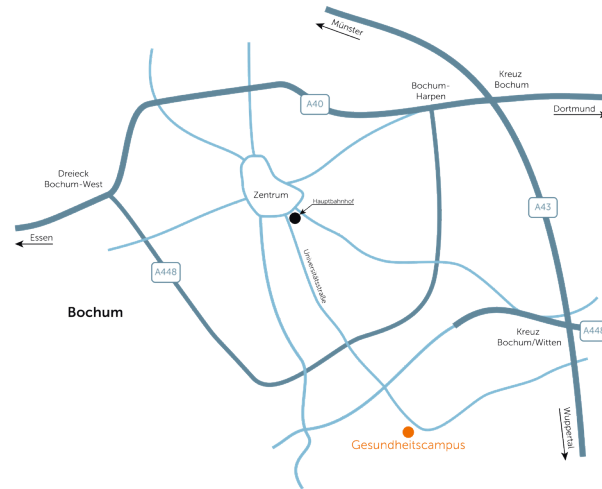 Münster
Kreuz
Bochum
Bochum-
Harpen
A40
Dortmund
Dreieck
Bochum-West
Zentrum
Hauptbahnhof
A43
Essen
A448
Universitätsstraße
Bochum
A448
Kreuz
Bochum/Witten
Wuppertal
Gesundheitscampus